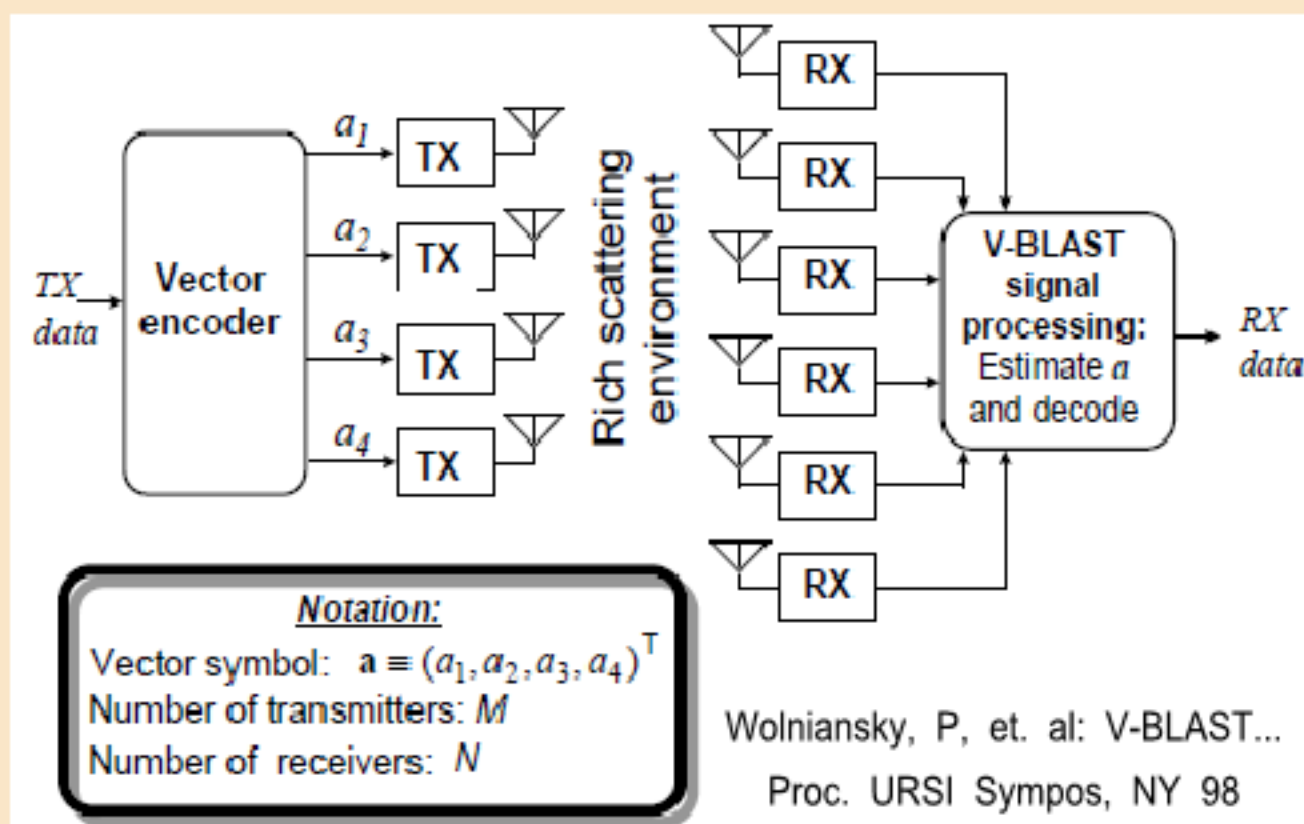 TX
data
Vector
encoder
a₁
a₂
a₃
a₄
TX
TX
TX
TX
Rich scattering
environment
RX
RX
RX
RX
RX
RX
V-BLAST
signal
processing:
Estimate a
and decode
RX
data
Notation:
Vector symbol: a ≡ (a₁,a₂,a₃,a₄)ᵀ
Number of transmitters: M
Number of receivers: N
Wolniansky, P, et. al: V-BLAST...
Proc. URSI Sympos, NY 98